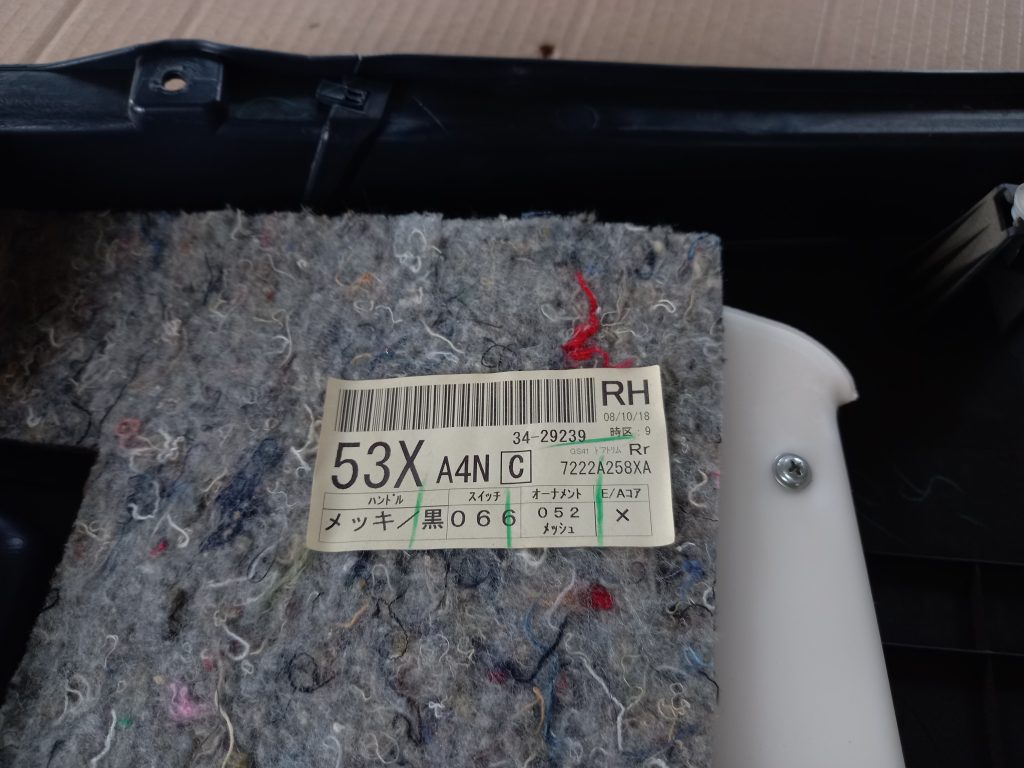 RH
08/10/18
34-29239 時区:9
GS41 ドアトリム Rr
53X A4N C 7222A258XA
ハンドル スイッチ オーナメント E/Aコア
メッキ/黒 066 052 ×
メッシュ